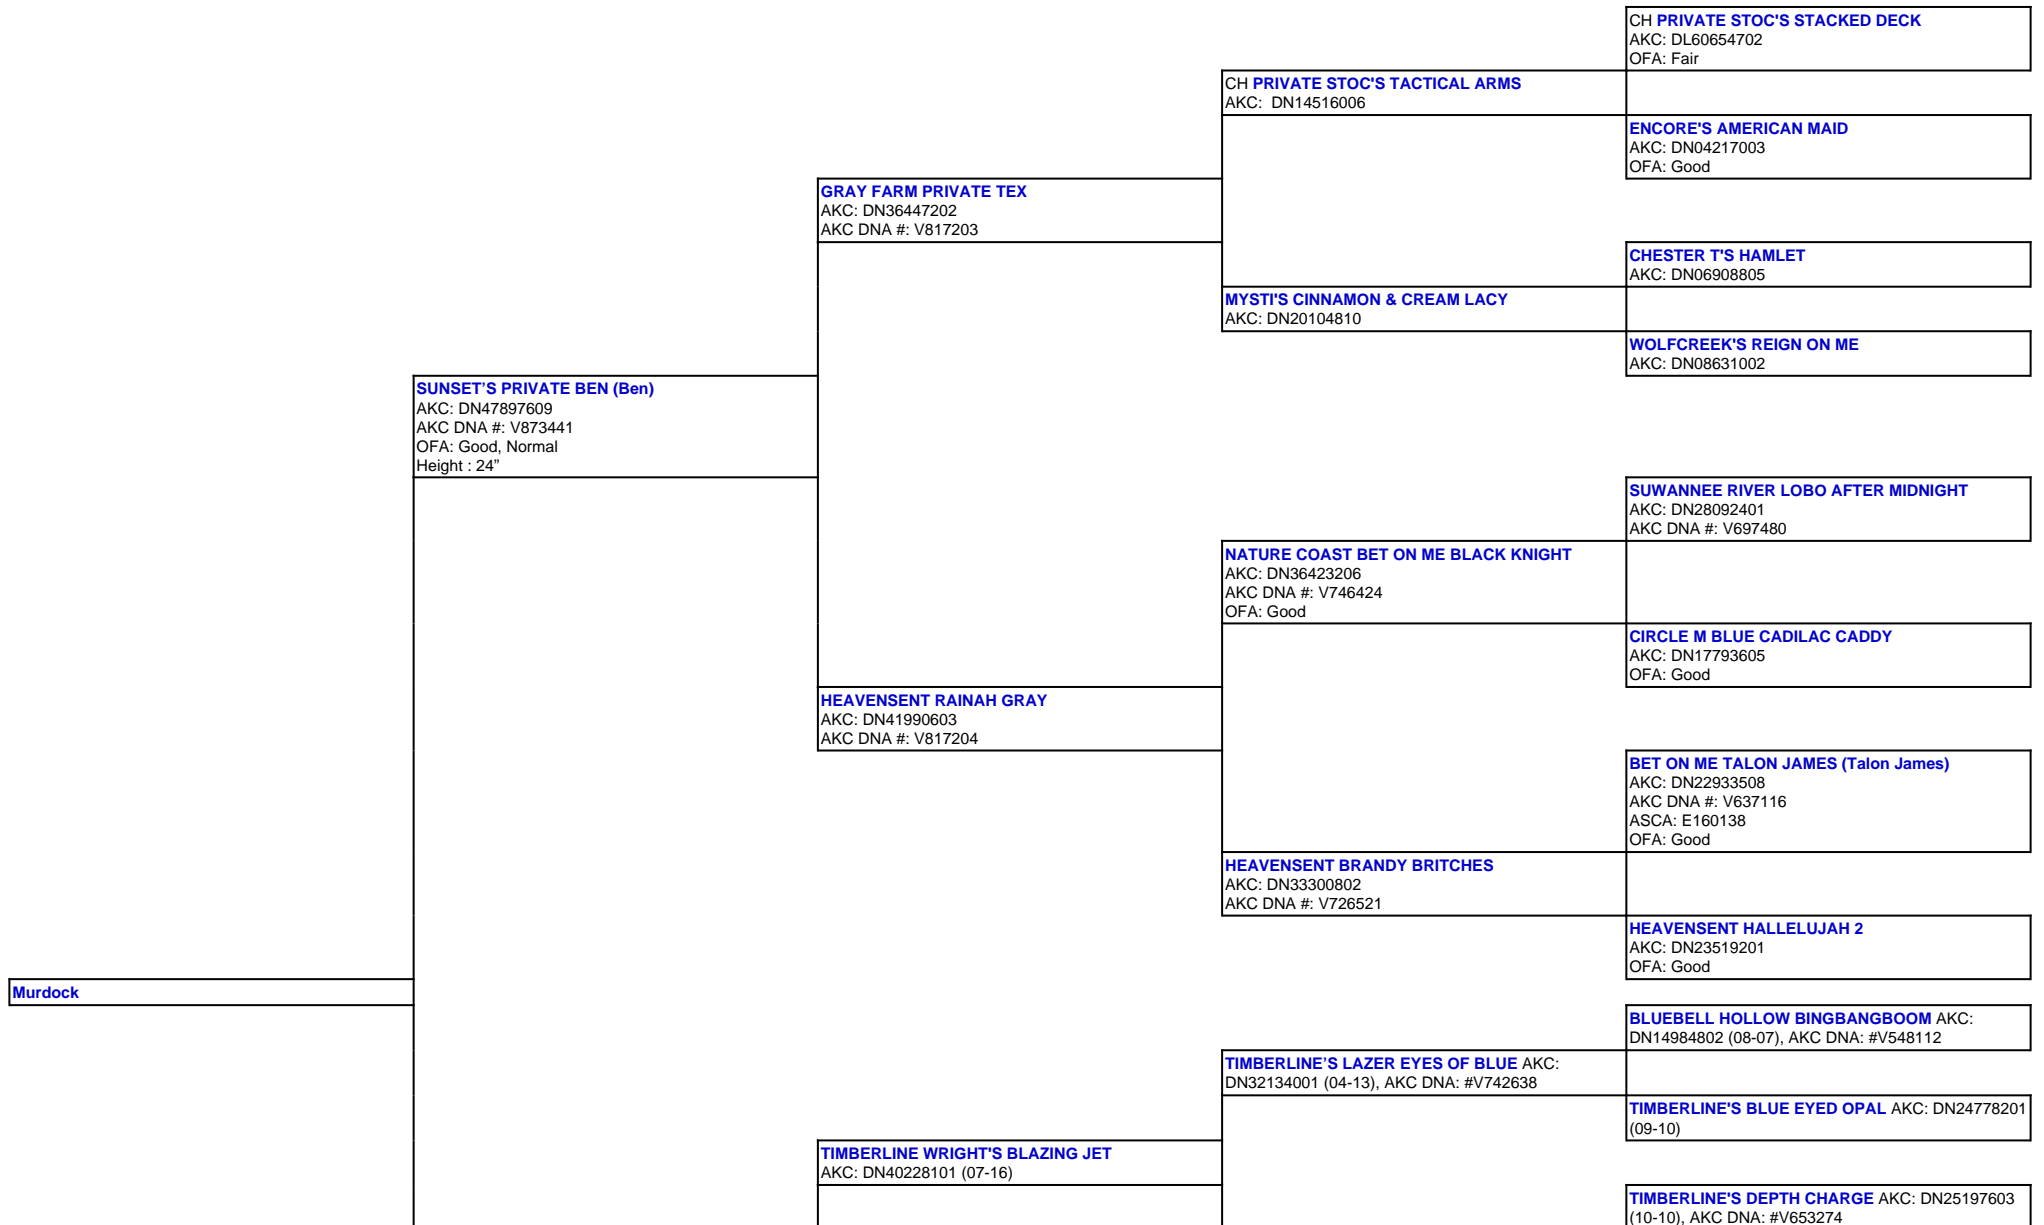 CH PRIVATE STOC'S STACKED DECK
AKC: DL60654702
OFA: Fair
CH PRIVATE STOC'S TACTICAL ARMS
AKC:  DN14516006
ENCORE'S AMERICAN MAID
AKC: DN04217003
OFA: Good
GRAY FARM PRIVATE TEX
AKC: DN36447202
AKC DNA #: V817203
CHESTER T'S HAMLET
AKC: DN06908805
MYSTI'S CINNAMON & CREAM LACY
AKC: DN20104810
WOLFCREEK'S REIGN ON ME
AKC: DN08631002
SUNSET’S PRIVATE BEN (Ben)
AKC: DN47897609
AKC DNA #: V873441
OFA: Good, Normal
Height : 24”
SUWANNEE RIVER LOBO AFTER MIDNIGHT
AKC: DN28092401
AKC DNA #: V697480
NATURE COAST BET ON ME BLACK KNIGHT
AKC: DN36423206
AKC DNA #: V746424
OFA: Good
CIRCLE M BLUE CADILAC CADDY
AKC: DN17793605
OFA: Good
HEAVENSENT RAINAH GRAY
AKC: DN41990603
AKC DNA #: V817204
BET ON ME TALON JAMES (Talon James)
AKC: DN22933508
AKC DNA #: V637116
ASCA: E160138
OFA: Good
HEAVENSENT BRANDY BRITCHES
AKC: DN33300802
AKC DNA #: V726521
HEAVENSENT HALLELUJAH 2
AKC: DN23519201
OFA: Good
Murdock
BLUEBELL HOLLOW BINGBANGBOOM AKC:
DN14984802 (08-07), AKC DNA: #V548112
TIMBERLINE’S LAZER EYES OF BLUE AKC:
DN32134001 (04-13), AKC DNA: #V742638
TIMBERLINE'S BLUE EYED OPAL AKC: DN24778201
(09-10)
TIMBERLINE WRIGHT'S BLAZING JET
AKC: DN40228101 (07-16)
TIMBERLINE'S DEPTH CHARGE AKC: DN25197603
(10-10), AKC DNA: #V653274